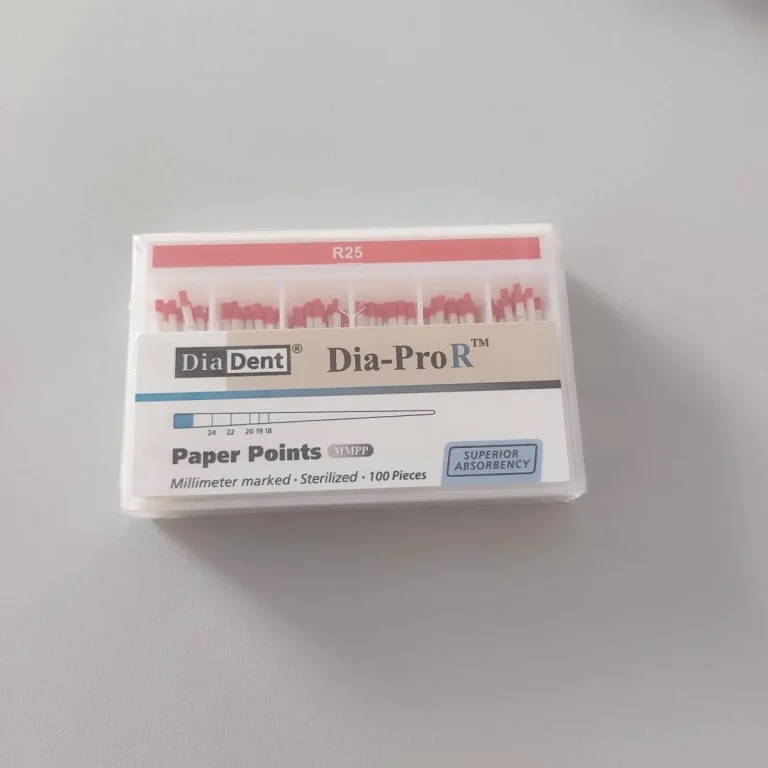 R25
DiaDent® Dia-ProR™
24 22 20 19 18
Paper Points MMPP
Millimeter marked · Sterilized · 100 Pieces
SUPERIOR
ABSORBENCY